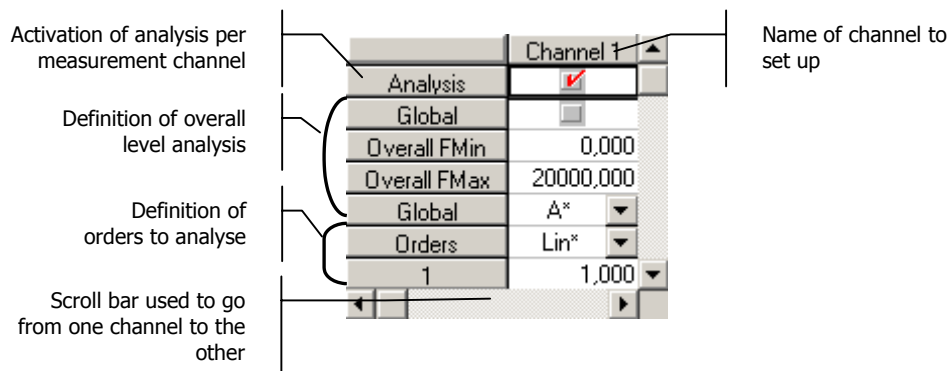 Activation of analysis per
measurement channel
Definition of overall
level analysis
Definition of
orders to analyse
Scroll bar used to go
from one channel to the
other
Channel 1
Analysis
Global
Overall FMin 0,000
Overall FMax 20000,000
Global A*
Orders Lin*
1 1,000
Name of channel to
set up